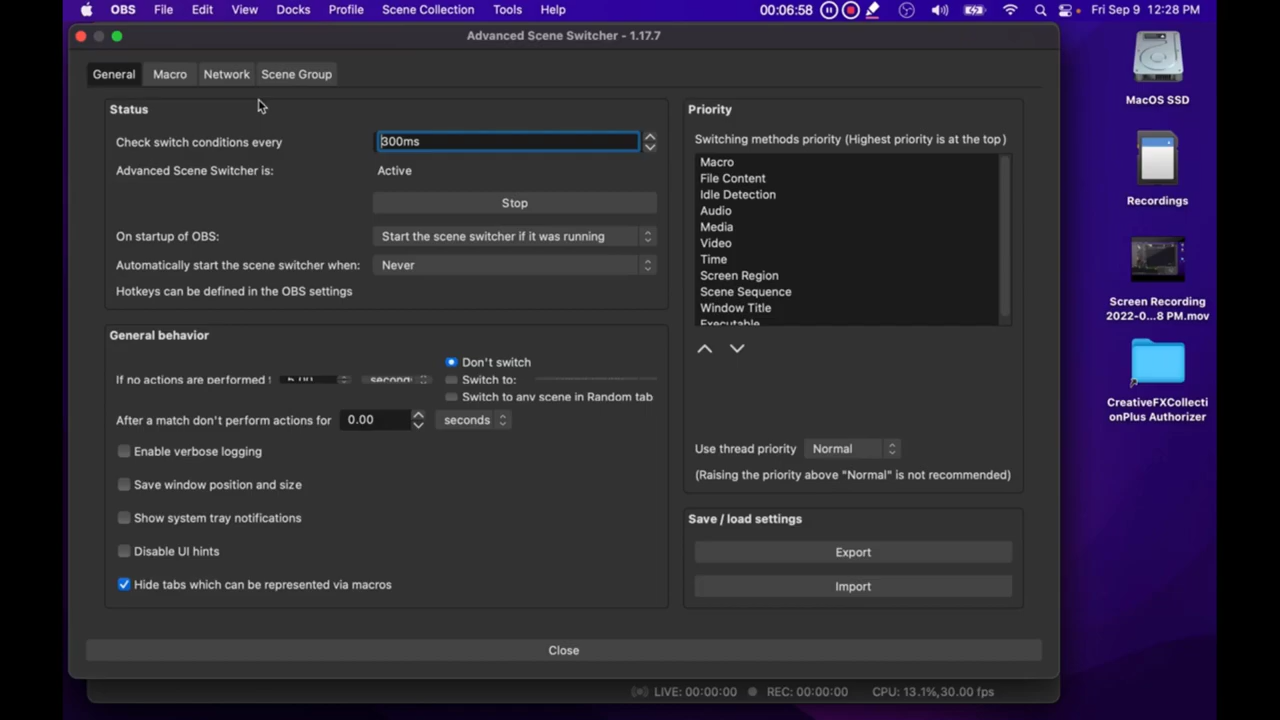 OBS File Edit View Docks Profile Scene Collection Tools Help 00:06:58 Fri Sep 9 12:28 PM
Advanced Scene Switcher - 1.17.7
General Macro Network Scene Group
Status
Check switch conditions every 300ms
Advanced Scene Switcher is: Active
Stop
On startup of OBS: Start the scene switcher if it was running
Automatically start the scene switcher when: Never
Hotkeys can be defined in the OBS settings
General behavior
If no actions are performed
Don't switch
Switch to:
Switch to any scene in Random tab
After a match don't perform actions for 0.00 seconds
Enable verbose logging
Save window position and size
Show system tray notifications
Disable UI hints
Hide tabs which can be represented via macros
Priority
Switching methods priority (Highest priority is at the top)
Macro
File Content
Idle Detection
Audio
Media
Video
Time
Screen Region
Scene Sequence
Window Title
Executable
Use thread priority Normal
(Raising the priority above "Normal" is not recommended)
Save / load settings
Export
Import
Close
LIVE: 00:00:00 REC: 00:00:00 CPU: 13.1%,30.00 fps
MacOS SSD
Recordings
Screen Recording
2022-0...8 PM.mov
CreativeFXCollecti
onPlus Authorizer